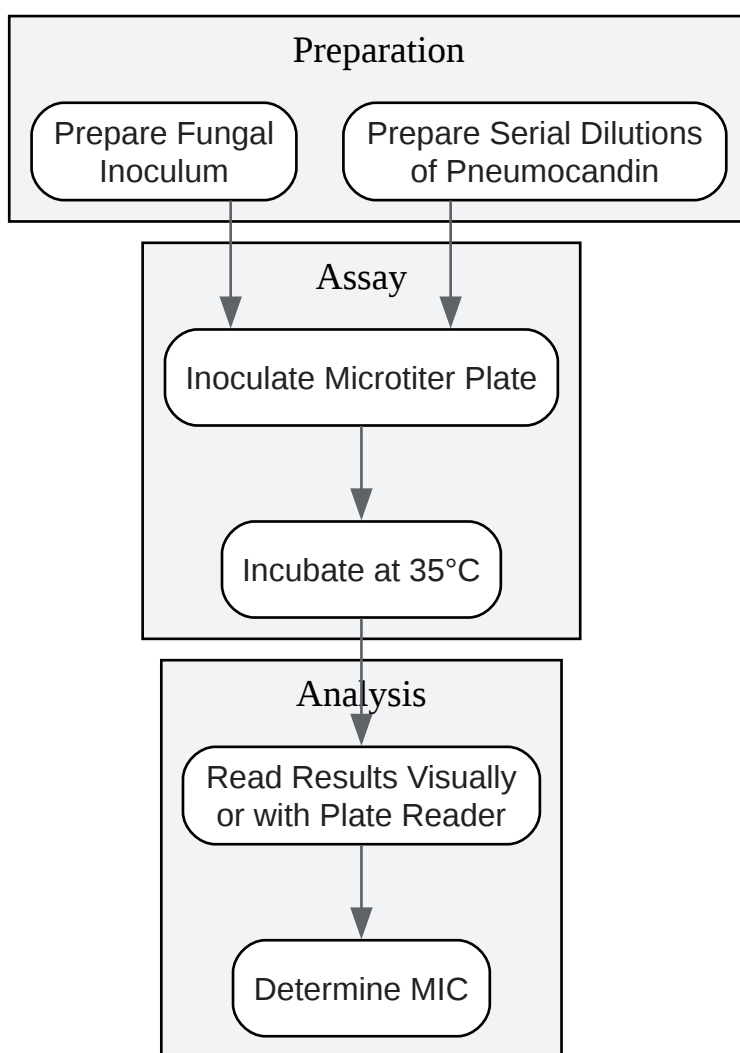 Preparation
Prepare Fungal
Inoculum
Prepare Serial Dilutions
of Pneumocandin
Assay
Inoculate Microtiter Plate
Incubate at 35°C
Analysis
Read Results Visually
or with Plate Reader
Determine MIC